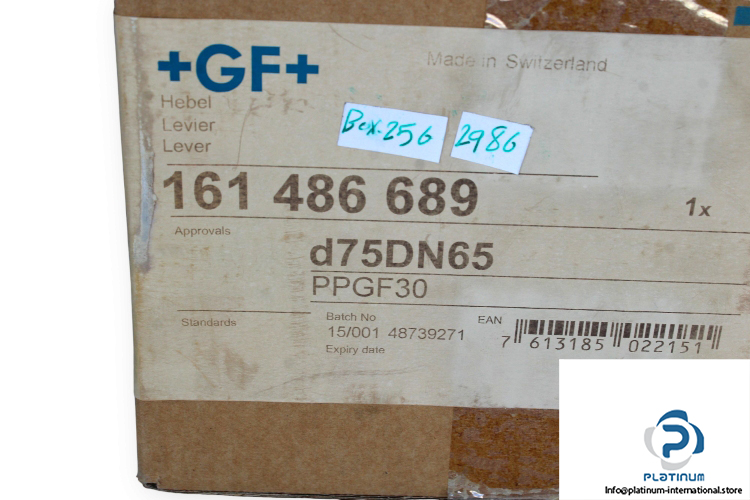 +GF+
Made in Switzerland
Hebel
Levier
Lever
Box.256
2986
161 486 689
1x
Approvals
d75DN65
PPGF30
Standards
Batch No
15/001 48739271
Expiry date
EAN
7 613185 022151
PLATINUM
Info@platinum-international.store